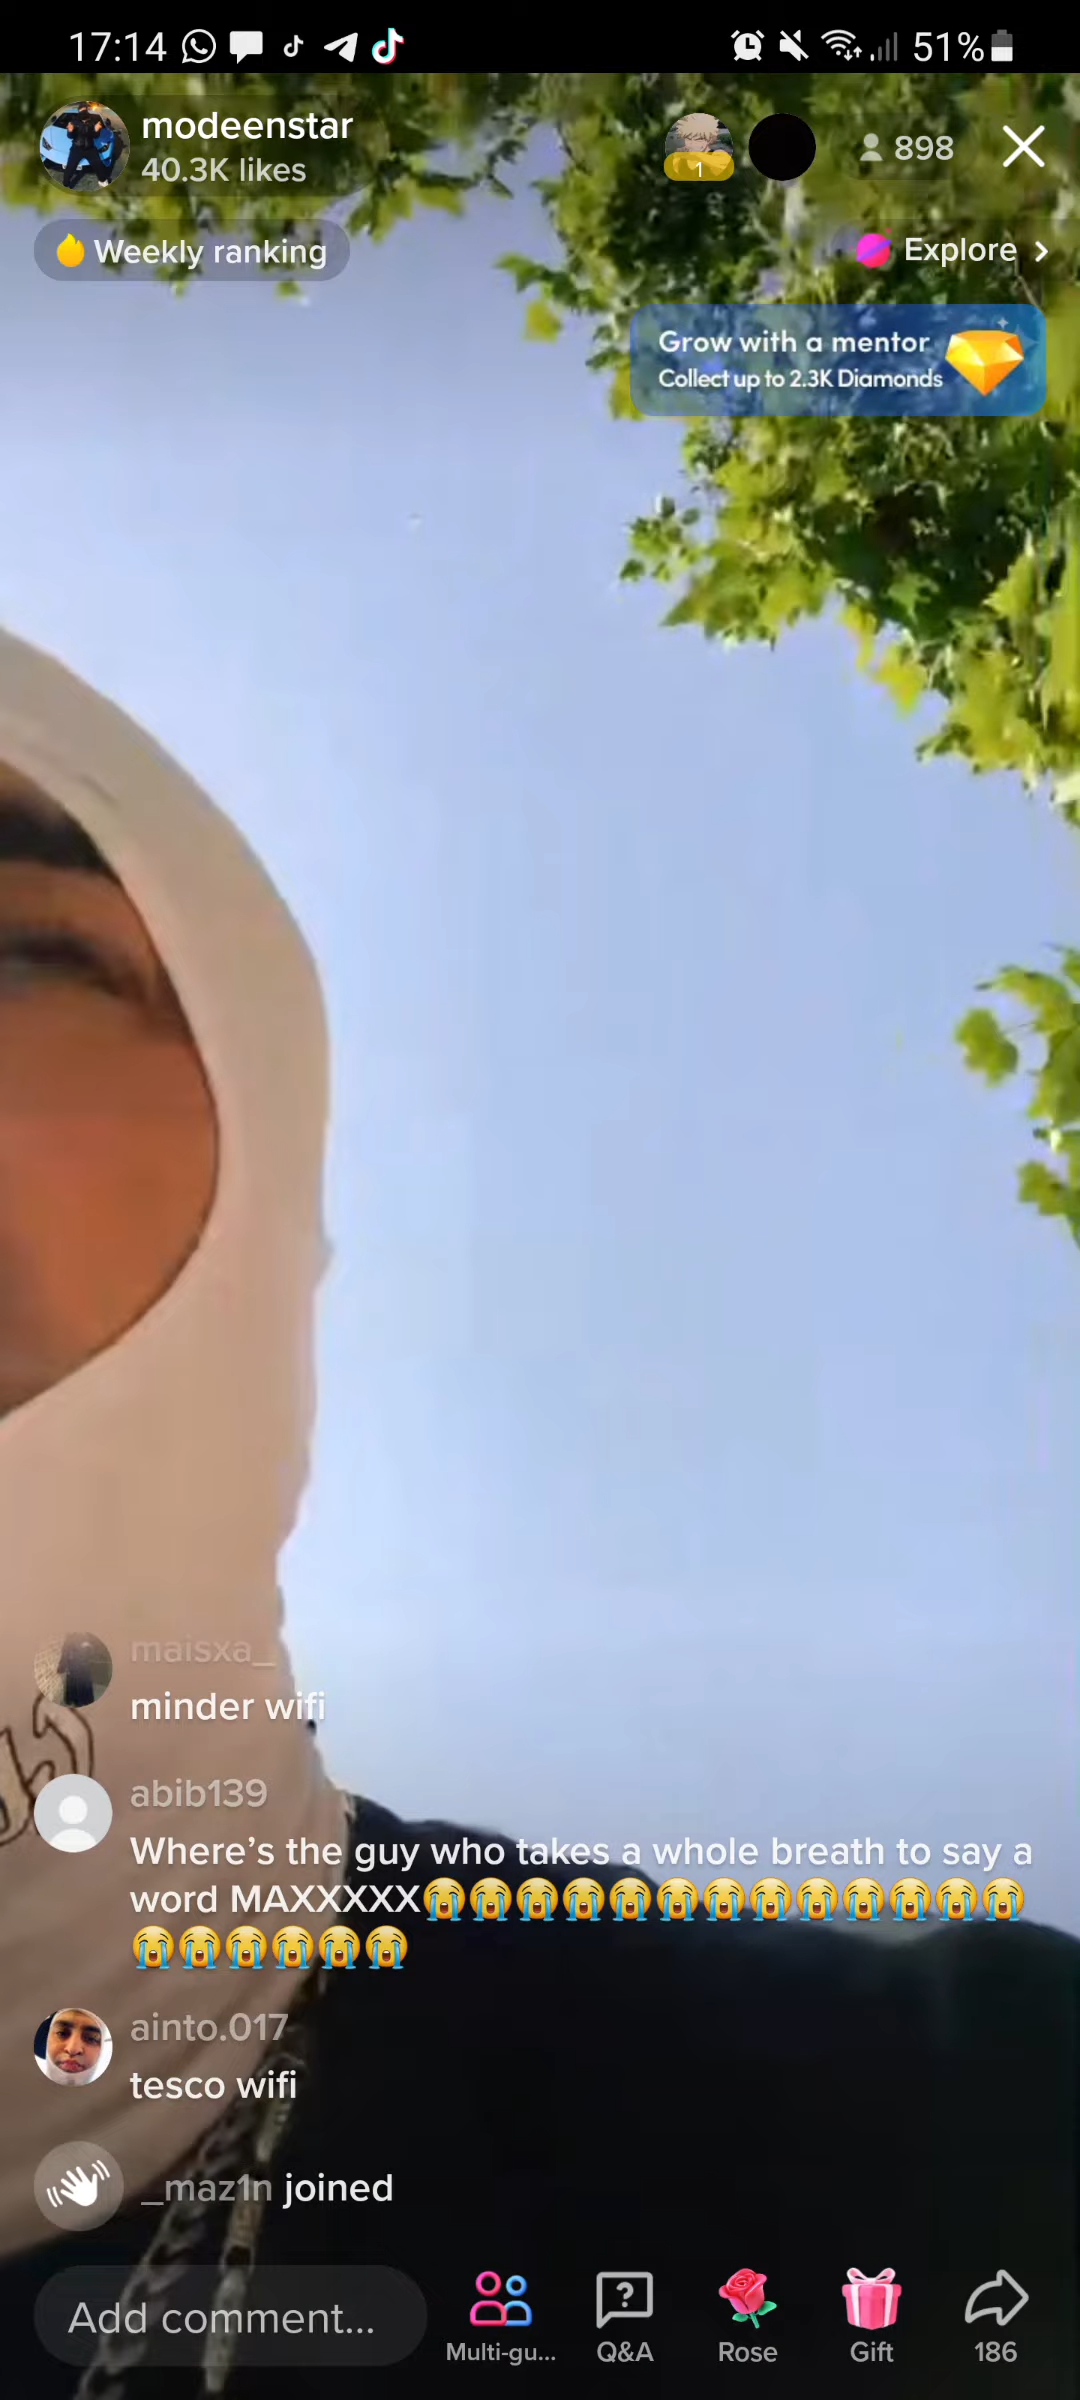 17:14
51%
modeenstar
40.3K likes
1
898
Weekly ranking
Explore
Grow with a mentor
Collect up to 2.3K Diamonds
maisxa_
minder wifi
abib139
Where's the guy who takes a whole breath to say a
word MAXXXXX😭😭😭😭😭😭😭😭😭😭😭😭😭
😭😭😭😭😭😭
ainto.017
tesco wifi
_maz1n joined
Add comment...
Multi-gu...
Q&A
Rose
Gift
186